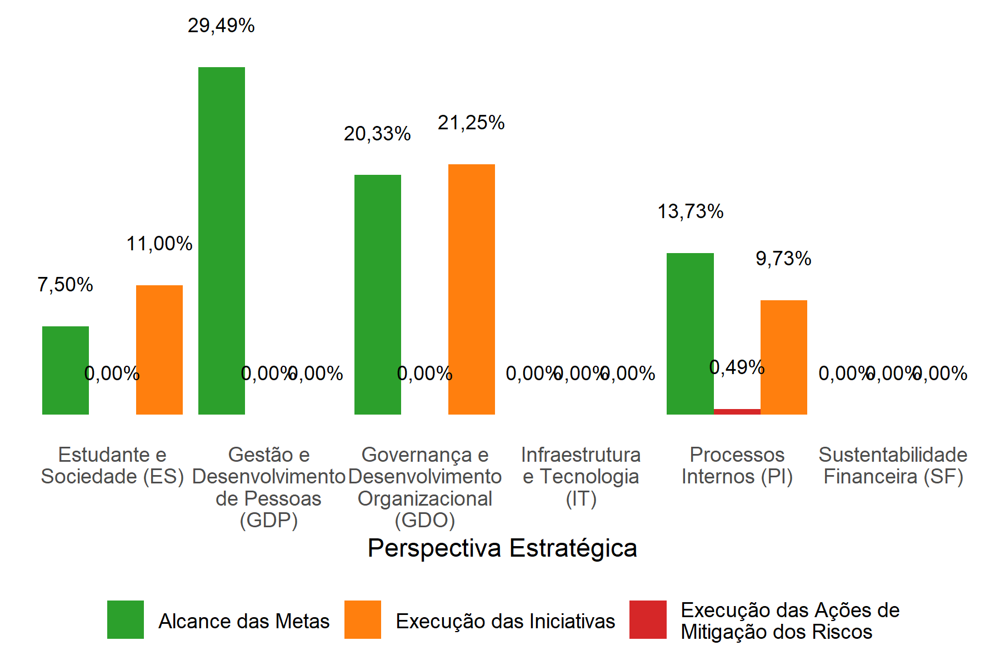 29,49%
21,25%
20,33%
13,73%
11,00%
9,73%
7,50%
0,49%
0,00%
0,00%
0,00%
0,00%
0,00%
0,00%
0,00%
0,00%
0,00%
0,00%
Estudante e
Sociedade (ES)
Gestão e
Desenvolvimento
de Pessoas
(GDP)
Governança e
Desenvolvimento
Organizacional
(GDO)
Infraestrutura
e Tecnologia
(IT)
Processos
Internos (PI)
Sustentabilidade
Financeira (SF)
Perspectiva Estratégica
Alcance das Metas
Execução das Iniciativas
Execução das Ações de
Mitigação dos Riscos